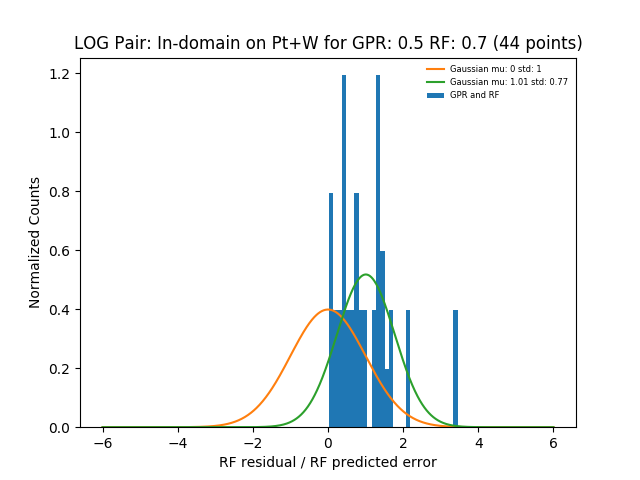 LOG Pair: In-domain on Pt+W for GPR: 0.5 RF: 0.7 (44 points)
Gaussian mu: 0 std: 1
Gaussian mu: 1.01 std: 0.77
GPR and RF
Normalized Counts
1.2
1.0
0.8
0.6
0.4
0.2
0.0
−6 −4 −2 0 2 4 6
RF residual / RF predicted error